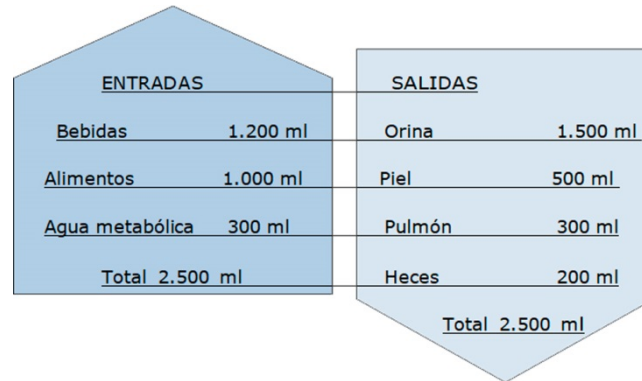 ENTRADAS SALIDAS
Bebidas 1.200 ml Orina 1.500 ml
Alimentos 1.000 ml Piel 500 ml
Agua metabólica 300 ml Pulmón 300 ml
Total 2.500 ml Heces 200 ml
Total 2.500 ml